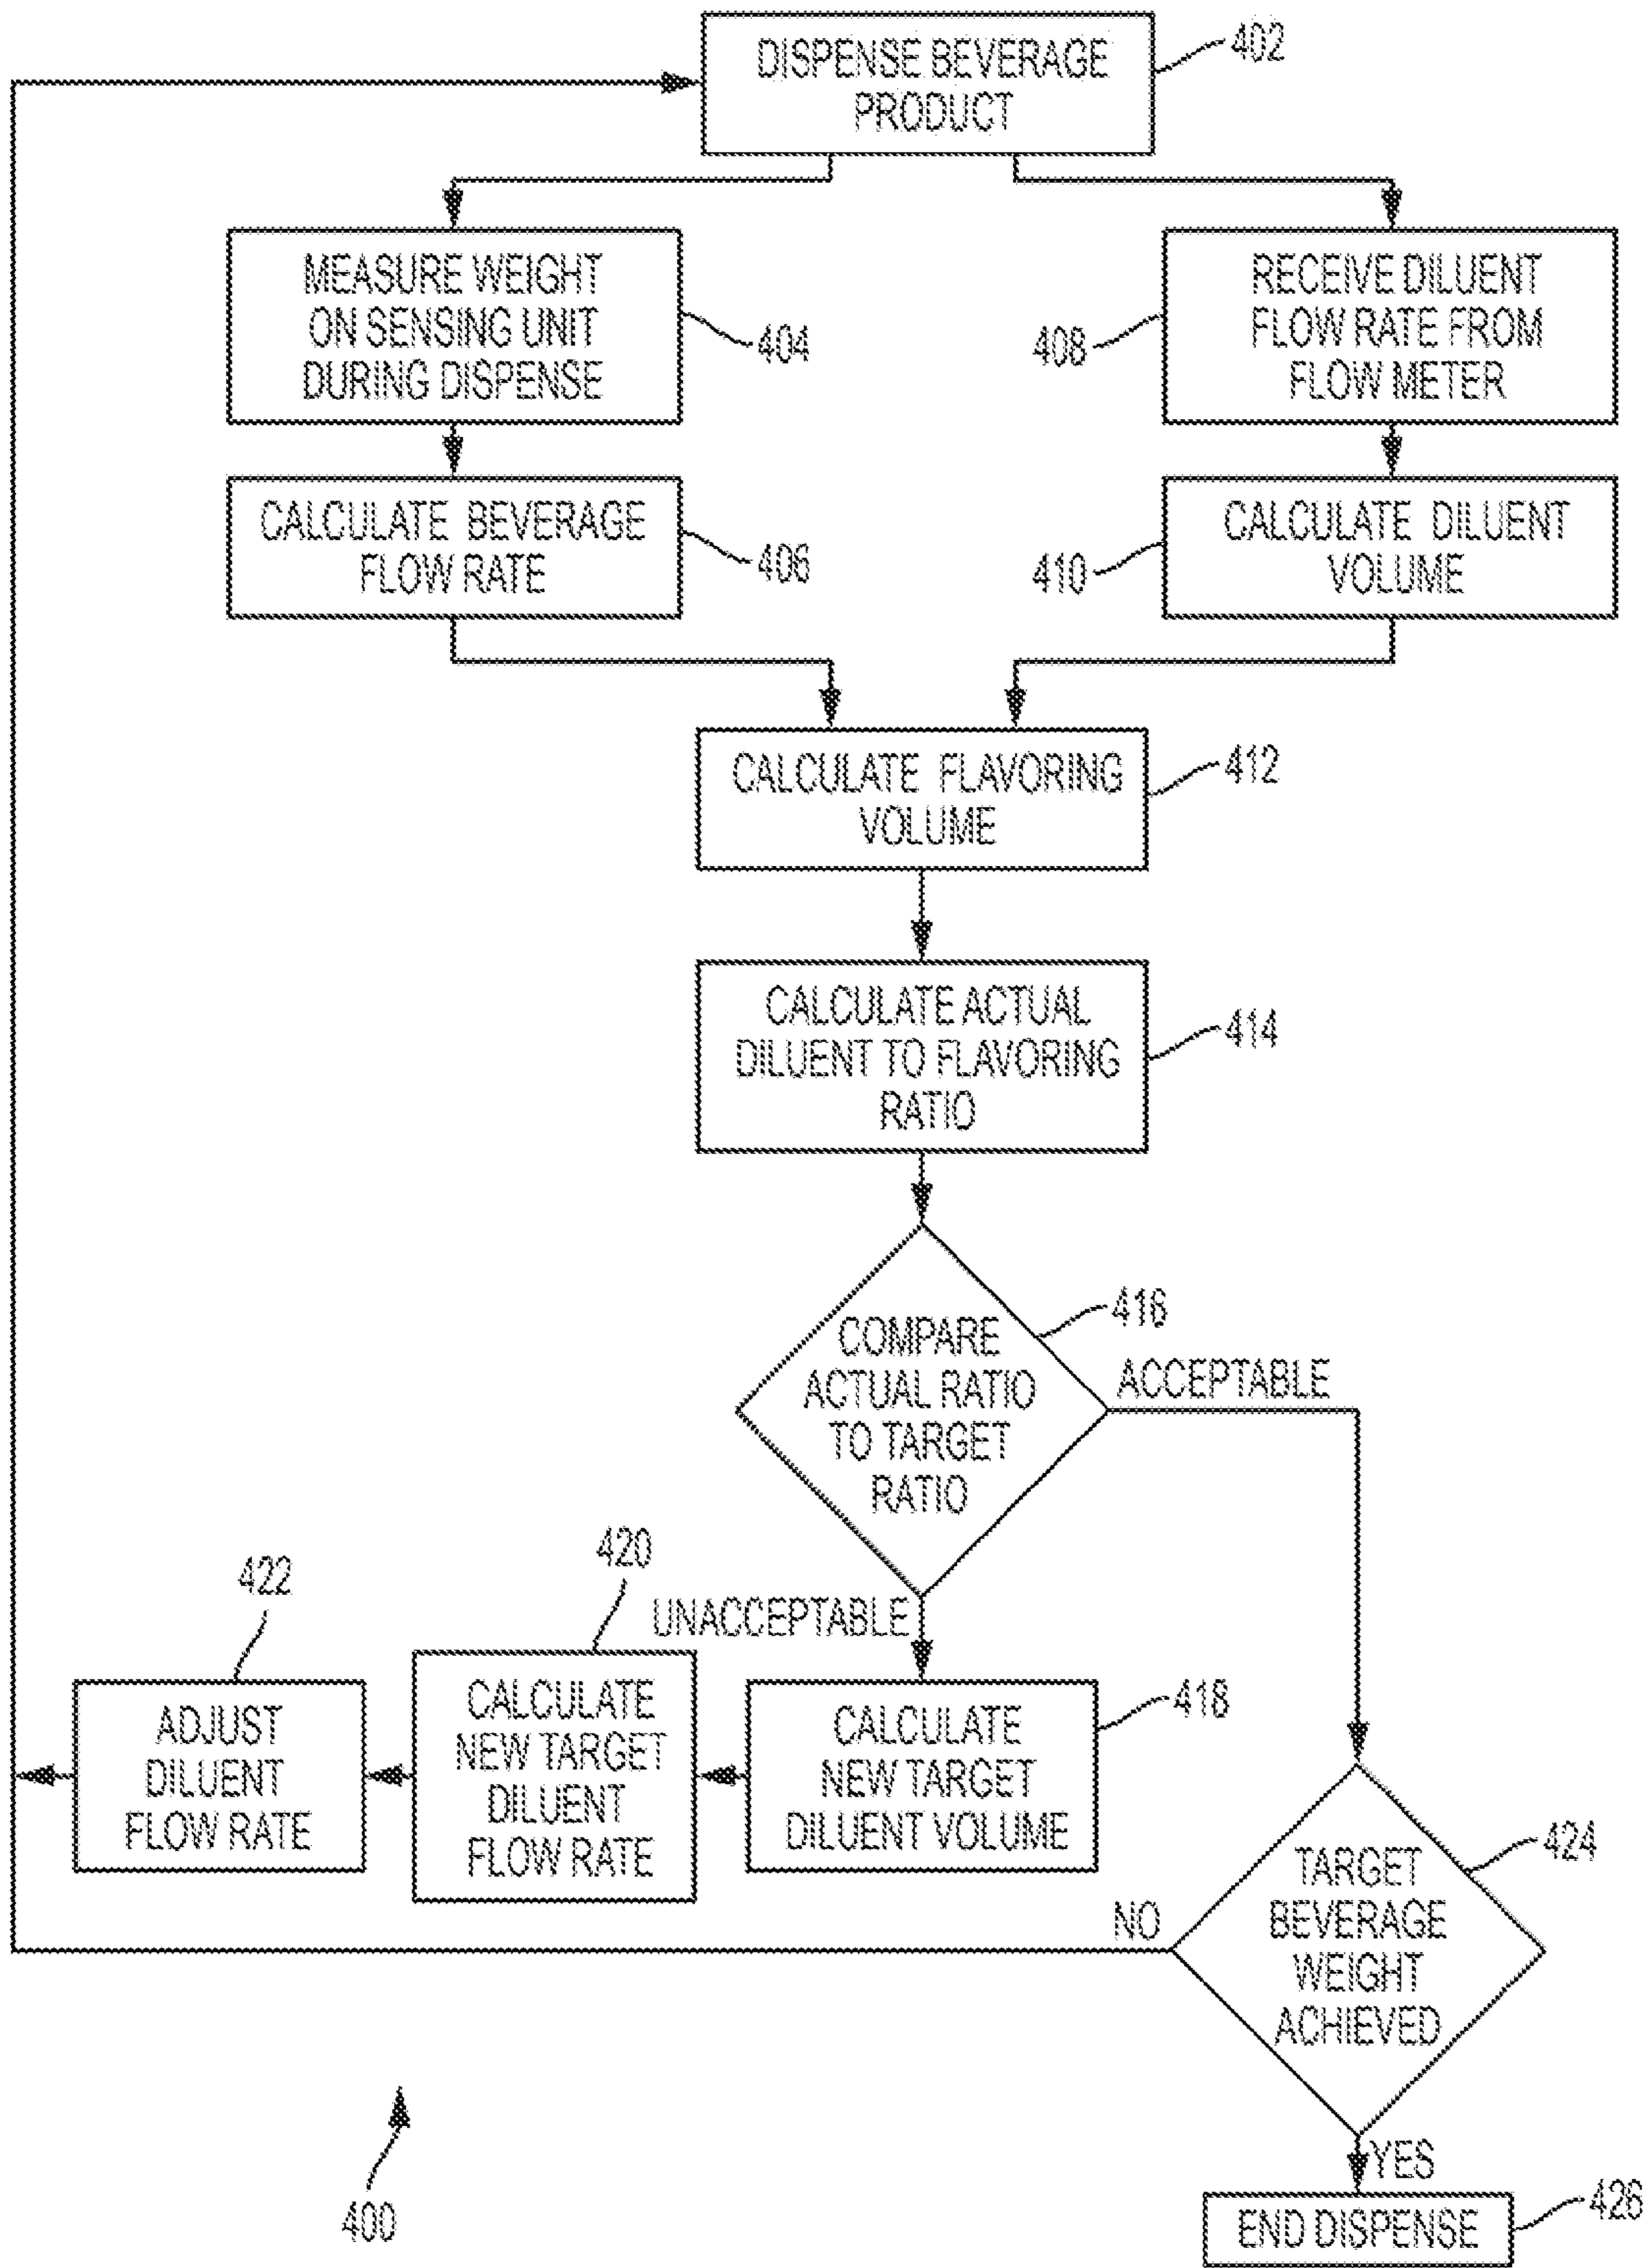 DISPENSE BEVERAGE
PRODUCT
402
MEASURE WEIGHT
ON SENSING UNIT
DURING DISPENSE
404
408
RECEIVE DILUENT
FLOW RATE FROM
FLOW METER
CALCULATE BEVERAGE
FLOW RATE
406
410
CALCULATE DILUENT
VOLUME
CALCULATE FLAVORING
VOLUME
412
CALCULATE ACTUAL
DILUENT TO FLAVORING
RATIO
414
COMPARE
ACTUAL RATIO
TO TARGET
RATIO
416
ACCEPTABLE
UNACCEPTABLE
422
420
ADJUST
DILUENT
FLOW RATE
CALCULATE
NEW TARGET
DILUENT
FLOW RATE
CALCULATE
NEW TARGET
DILUENT VOLUME
418
424
TARGET
BEVERAGE
WEIGHT
ACHIEVED
NO
YES
END DISPENSE
426
400